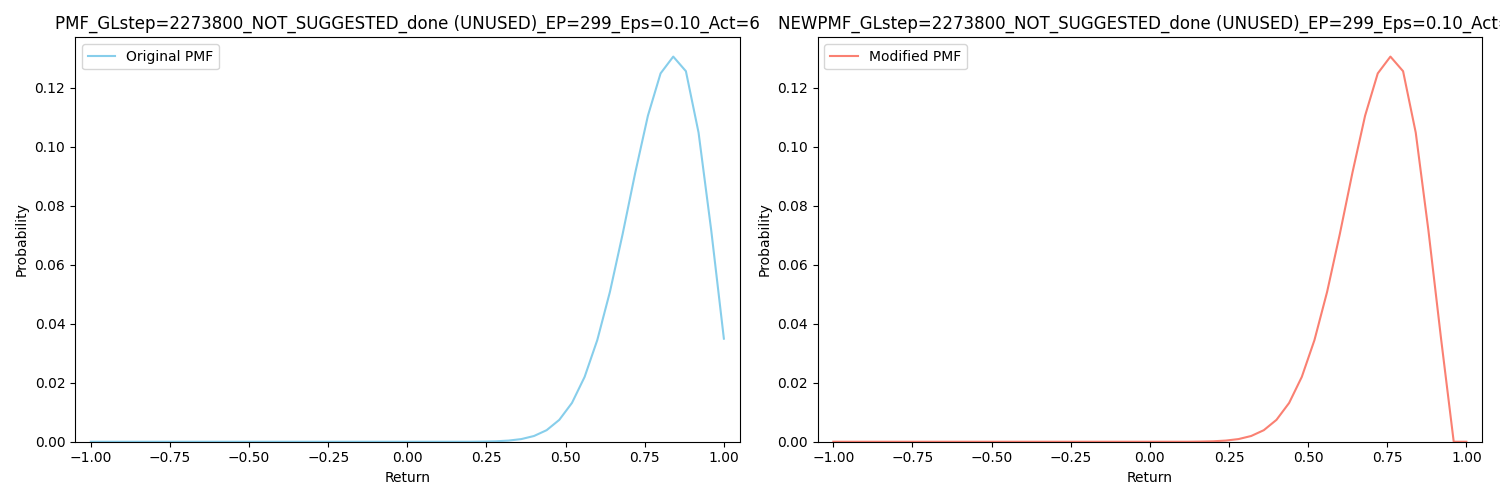 PMF_GLstep=2273800_NOT_SUGGESTED_done (UNUSED)_EP=299_Eps=0.10_Act=6
Original PMF
Probability
0.12
0.10
0.08
0.06
0.04
0.02
0.00
−1.00 −0.75 −0.50 −0.25 0.00 0.25 0.50 0.75 1.00
Return
NEWPMF_GLstep=2273800_NOT_SUGGESTED_done (UNUSED)_EP=299_Eps=0.10_Act=
Modified PMF
Probability
0.12
0.10
0.08
0.06
0.04
0.02
0.00
−1.00 −0.75 −0.50 −0.25 0.00 0.25 0.50 0.75 1.00
Return